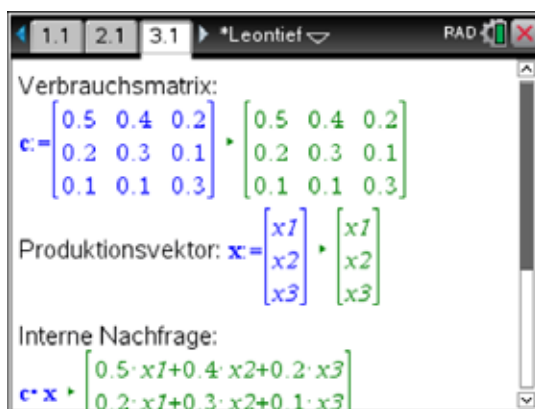 1.1 2.1 3.1 *Leontief RAD
Verbrauchsmatrix:
c:=[0.5 0.4 0.2 ▸ [0.5 0.4 0.2
0.2 0.3 0.1 0.2 0.3 0.1
0.1 0.1 0.3] 0.1 0.1 0.3]
Produktionsvektor: x:=[x1 ▸ [x1
x2 x2
x3] x3]
Interne Nachfrage:
c·x ▸ [0.5·x1+0.4·x2+0.2·x3
0.2·x1+0.3·x2+0.1·x3